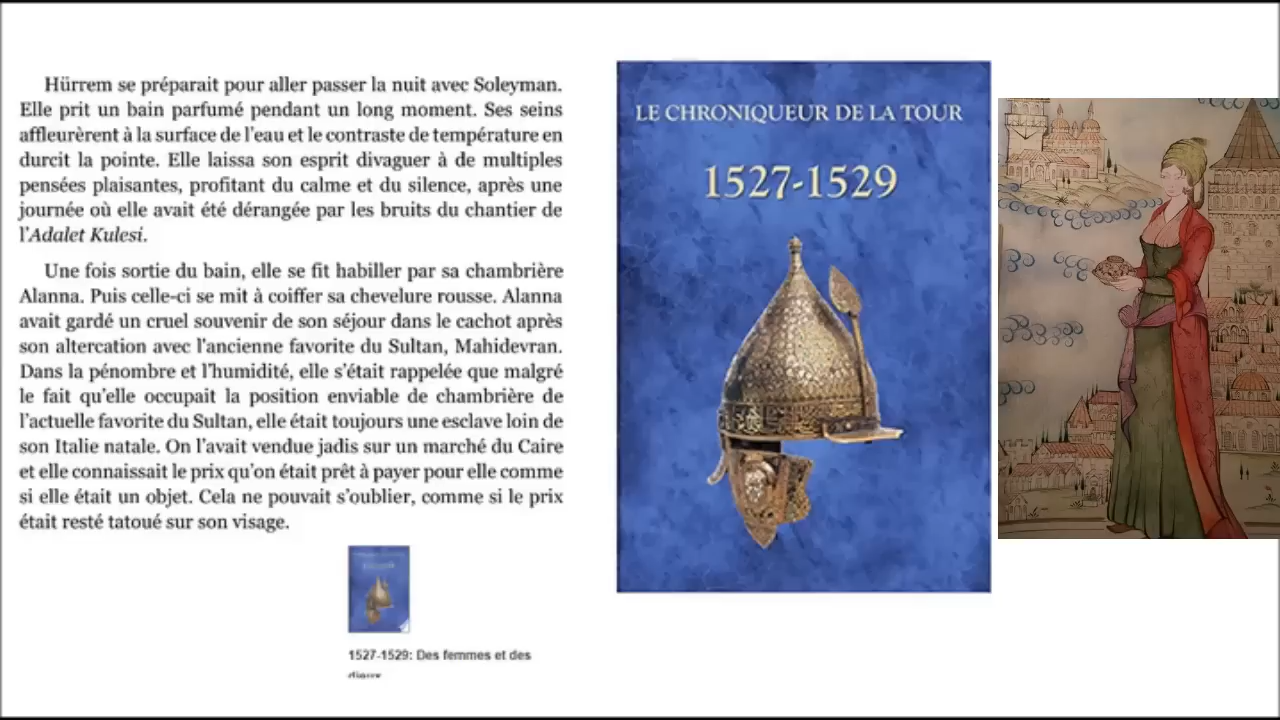 Hürrem se préparait pour aller passer la nuit avec Soleyman.
Elle prit un bain parfumé pendant un long moment. Ses seins
affleurèrent à la surface de l'eau et le contraste de température en
durcit la pointe. Elle laissa son esprit divaguer à de multiples
pensées plaisantes, profitant du calme et du silence, après une
journée où elle avait été dérangée par les bruits du chantier de
l'Adalet Kulesi.
Une fois sortie du bain, elle se fit habiller par sa chambrière
Alanna. Puis celle-ci se mit à coiffer sa chevelure rousse. Alanna
avait gardé un cruel souvenir de son séjour dans le cachot après
son altercation avec l'ancienne favorite du Sultan, Mahidevran.
Dans la pénombre et l'humidité, elle s'était rappelée que malgré
le fait qu'elle occupait la position enviable de chambrière de
l'actuelle favorite du Sultan, elle était toujours une esclave loin de
son Italie natale. On l'avait vendue jadis sur un marché du Caire
et elle connaissait le prix qu'on était prêt à payer pour elle comme
si elle était un objet. Cela ne pouvait s'oublier, comme si le prix
était resté tatoué sur son visage.
1527-1529: Des femmes et des
LE CHRONIQUEUR DE LA TOUR
1527-1529